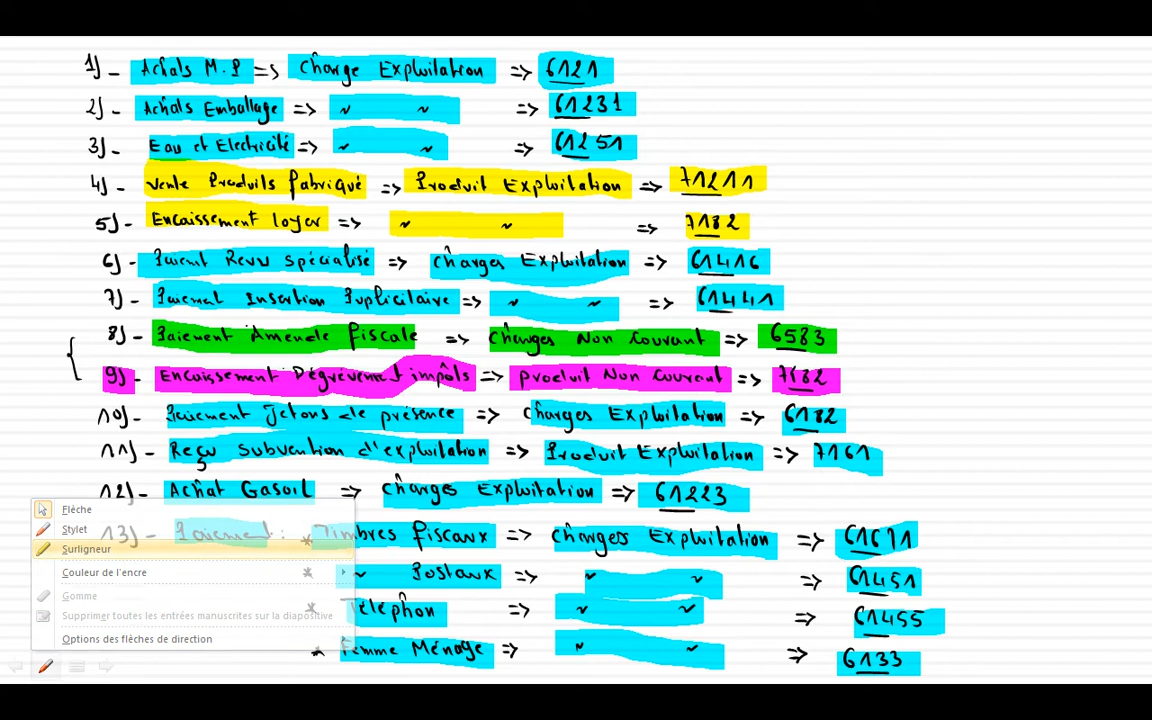 1) - Achats M.P => Charge Exploitation => 6121
2) - Achats Emballage => " " => 61231
3) - Eau et Electricité => " " => 61251
4) - Vente Produits fabriqué => Produit Exploitation => 71211
5) - Encaissement loyer => " " => 7182
6) - Paiemt Revu spécialisé => charges Exploitation => 61416
7) - Paiemat Insertion Puplicitaire => " " => 61441
8) - Paiement Amende fiscale => charges Non courant => 6583
9) - Encaissement Dégrèvement impôts => produit Non Courant =>
10) - Paiement Jetons de présence => Charges Exploitation => 6182
11) - Reçu subvention d'exploitation => Produit Exploitation => 7161
12) - Achat Gasoil => charges Exploitation => 61223
13) - Paiement : * Timbres fiscaux => charges Exploitation => 61671
" Postaux => " " => 61451
* Téléphon => " " => 61455
* Femme Ménage => " " => 6133
Flèche
Stylet
Surligneur
Couleur de l'encre
Gomme
Supprimer toutes les entrées manuscrites sur la diapositive
Options des flèches de direction